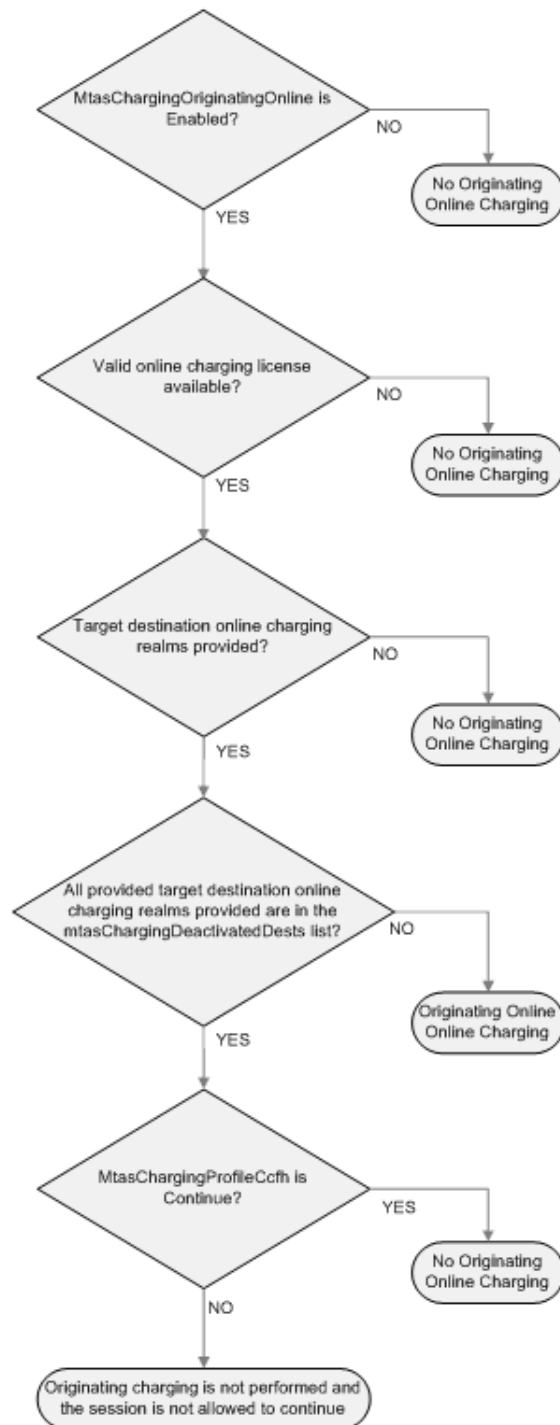 MtasChargingOriginatingOnline is
Enabled?
NO
No Originating
Online Charging
YES
Valid online charging license
available?
NO
No Originating
Online Charging
YES
Target destination online charging
realms provided?
NO
No Originating
Online Charging
YES
All provided target destination online
charging realms provided are in the
mtasChargingDeactivatedDests list?
NO
Originating Online
Online Charging
YES
MtasChargingProfileCcfh is
Continue?
YES
No Originating
Online Charging
NO
Originating charging is not performed and
the session is not allowed to continue